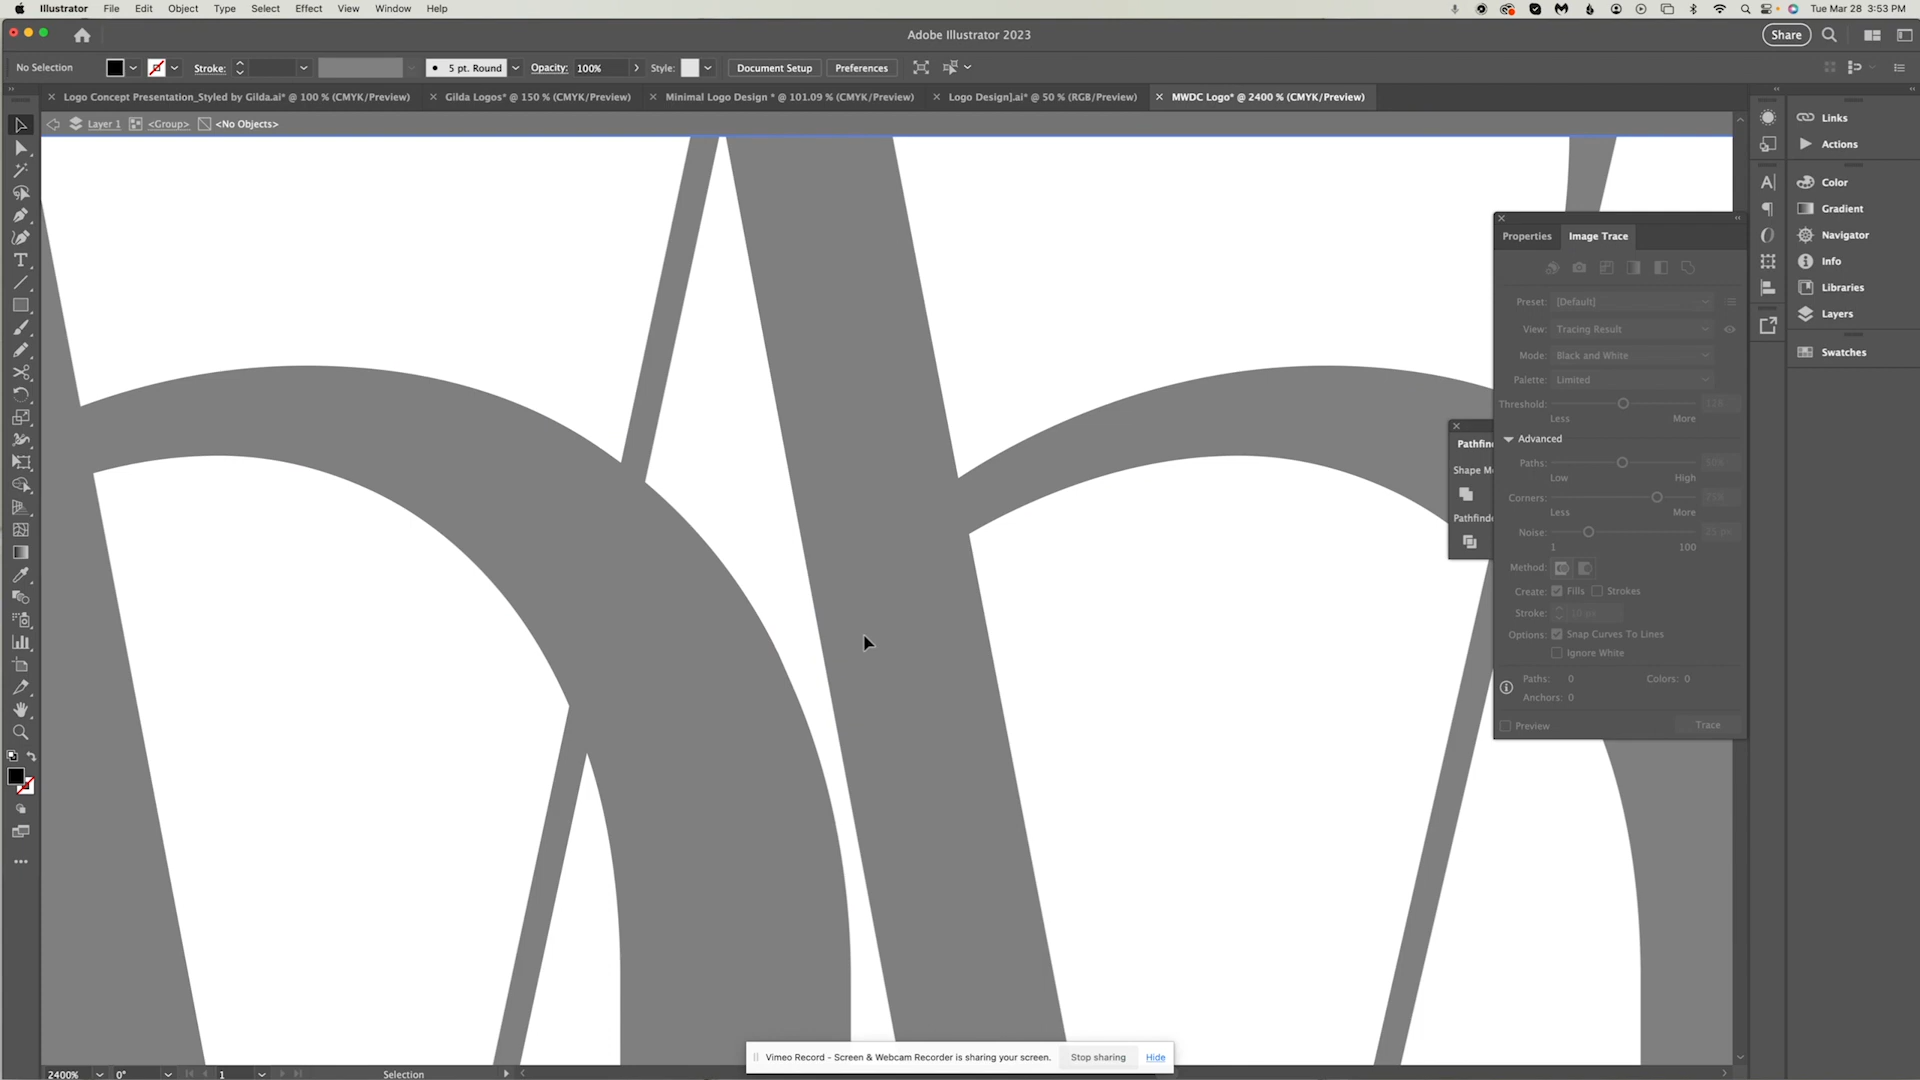 Illustrator File Edit Object Type Select Effect View Window Help Tue Mar 28 3:53 PM
Adobe Illustrator 2023 Share
No Selection Stroke: 5 pt. Round Opacity: 100% Style: Document Setup Preferences
Logo Concept Presentation_Styled by Gilda.ai* @ 100 % (CMYK/Preview) Gilda Logos* @ 150 % (CMYK/Preview) Minimal Logo Design * @ 101.09 % (CMYK/Preview) Logo Design].ai* @ 50 % (RGB/Preview) MWDC Logo* @ 2400 % (CMYK/Preview)
Layer 1 <Group> <No Objects>
Links
Actions
Color
Gradient
Navigator
Info
Libraries
Layers
Swatches
Properties Image Trace
Preset: [Default]
View: Tracing Result
Mode: Black and White
Palette: Limited
Threshold: 128
Less More
Advanced
Paths:
Low High
Corners:
Less More
Noise: 25 px
1 100
Method:
Create: Fills Strokes
Stroke: 10 px
Options: Snap Curves To Lines
Ignore White
Paths: 0 Colors: 0
Anchors: 0
Preview Trace
Pathfin
Shape M
Pathfind
Vimeo Record - Screen & Webcam Recorder is sharing your screen. Stop sharing Hide
2400% 0° 1 Selection